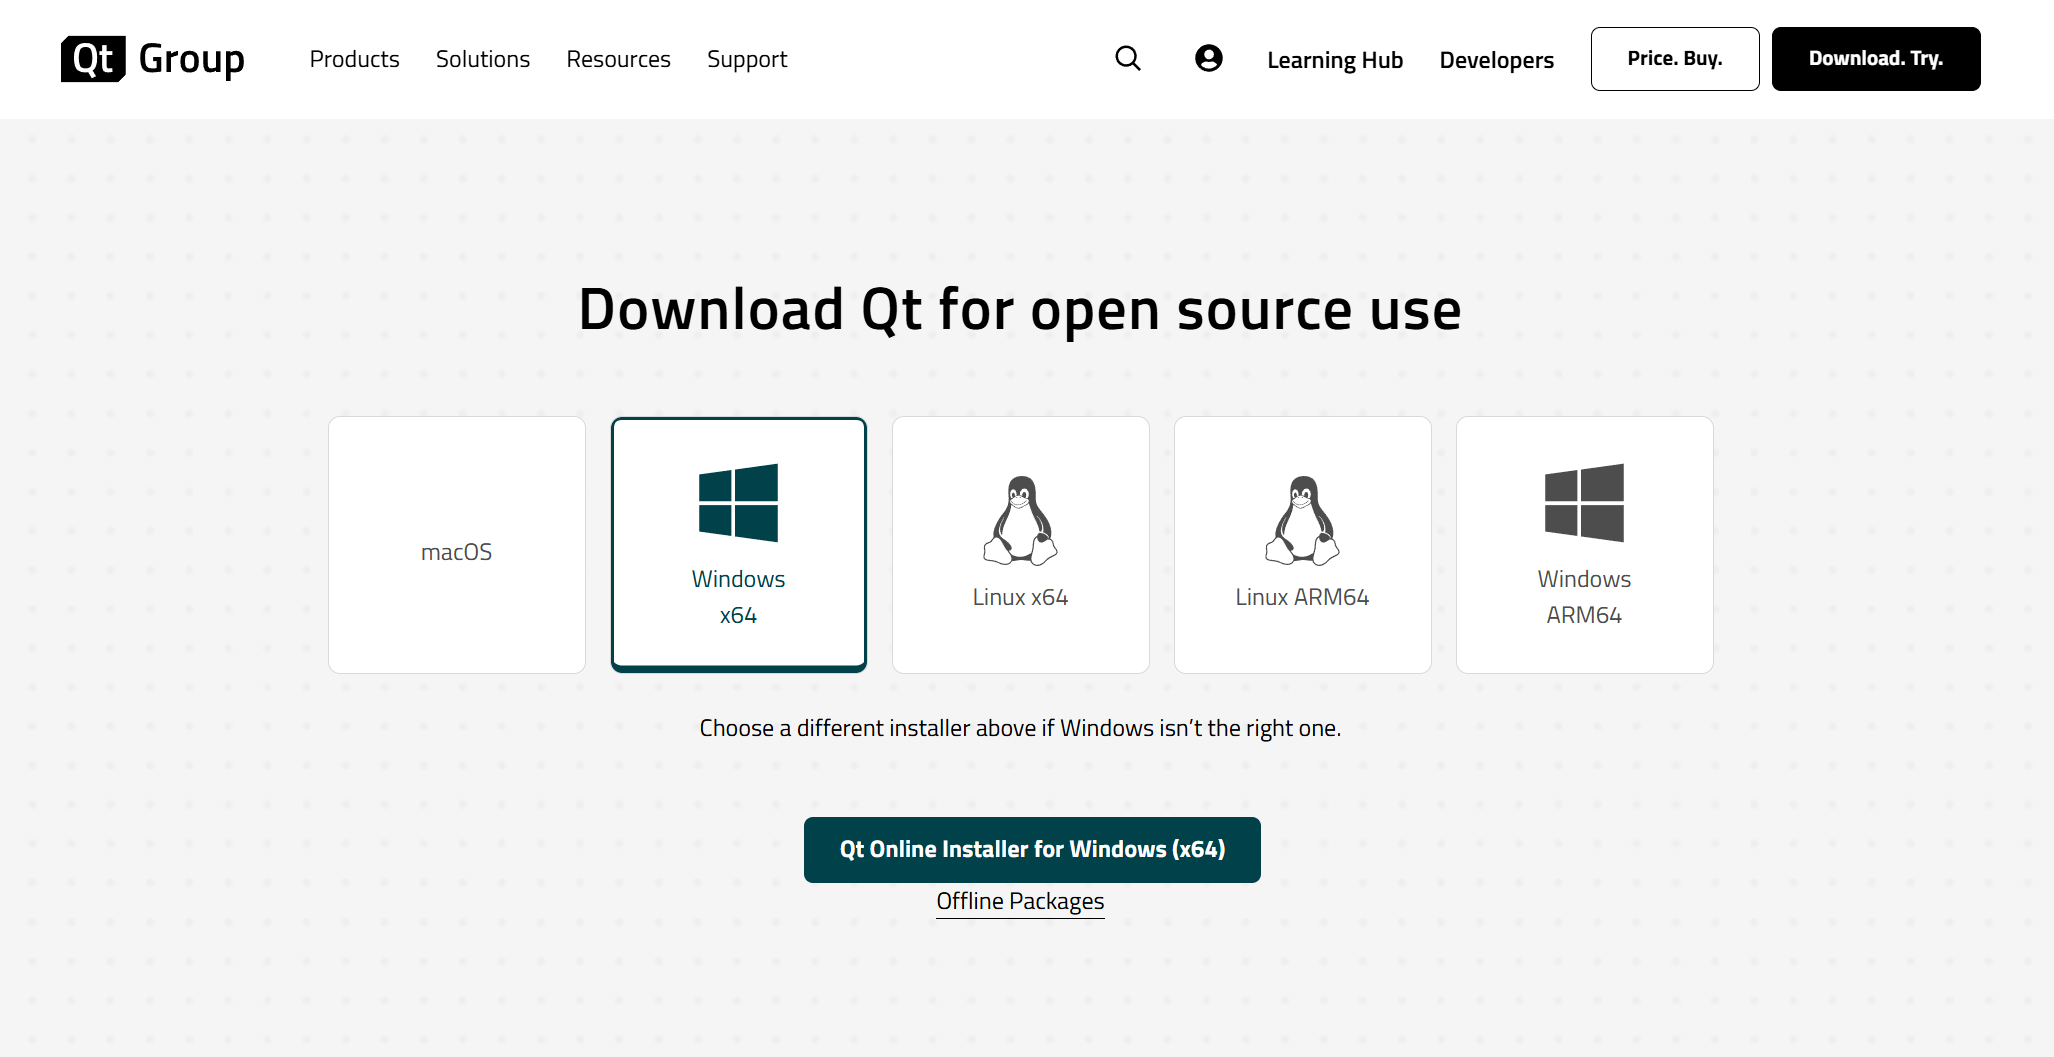 Qt Group
Products Solutions Resources Support Learning Hub Developers Price. Buy. Download. Try.
Download Qt for open source use
macOS
Windows
x64
Linux x64
Linux ARM64
Windows
ARM64
Choose a different installer above if Windows isn’t the right one.
Qt Online Installer for Windows (x64)
Offline Packages